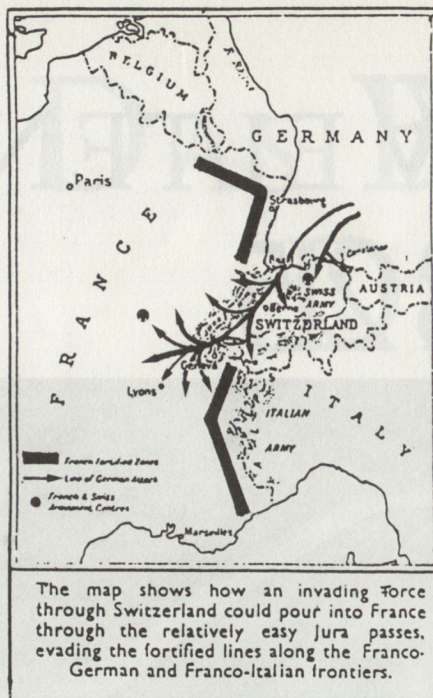 BELGIUM
RHINE
GERMANY
Paris
Strasbourg
FRANCE
Constance
SWISS
ARMY
AUSTRIA
Berne
SWITZERLAND
Geneva
Lyons
ITALIAN
ARMY
ITALY
French Fortified Zones
Line of German Attack
French & Swiss
Armament Centres
Marseilles
The map shows how an invading force
through Switzerland could pour into France
through the relatively easy Jura passes,
evading the fortified lines along the Franco-
German and Franco-Italian frontiers.